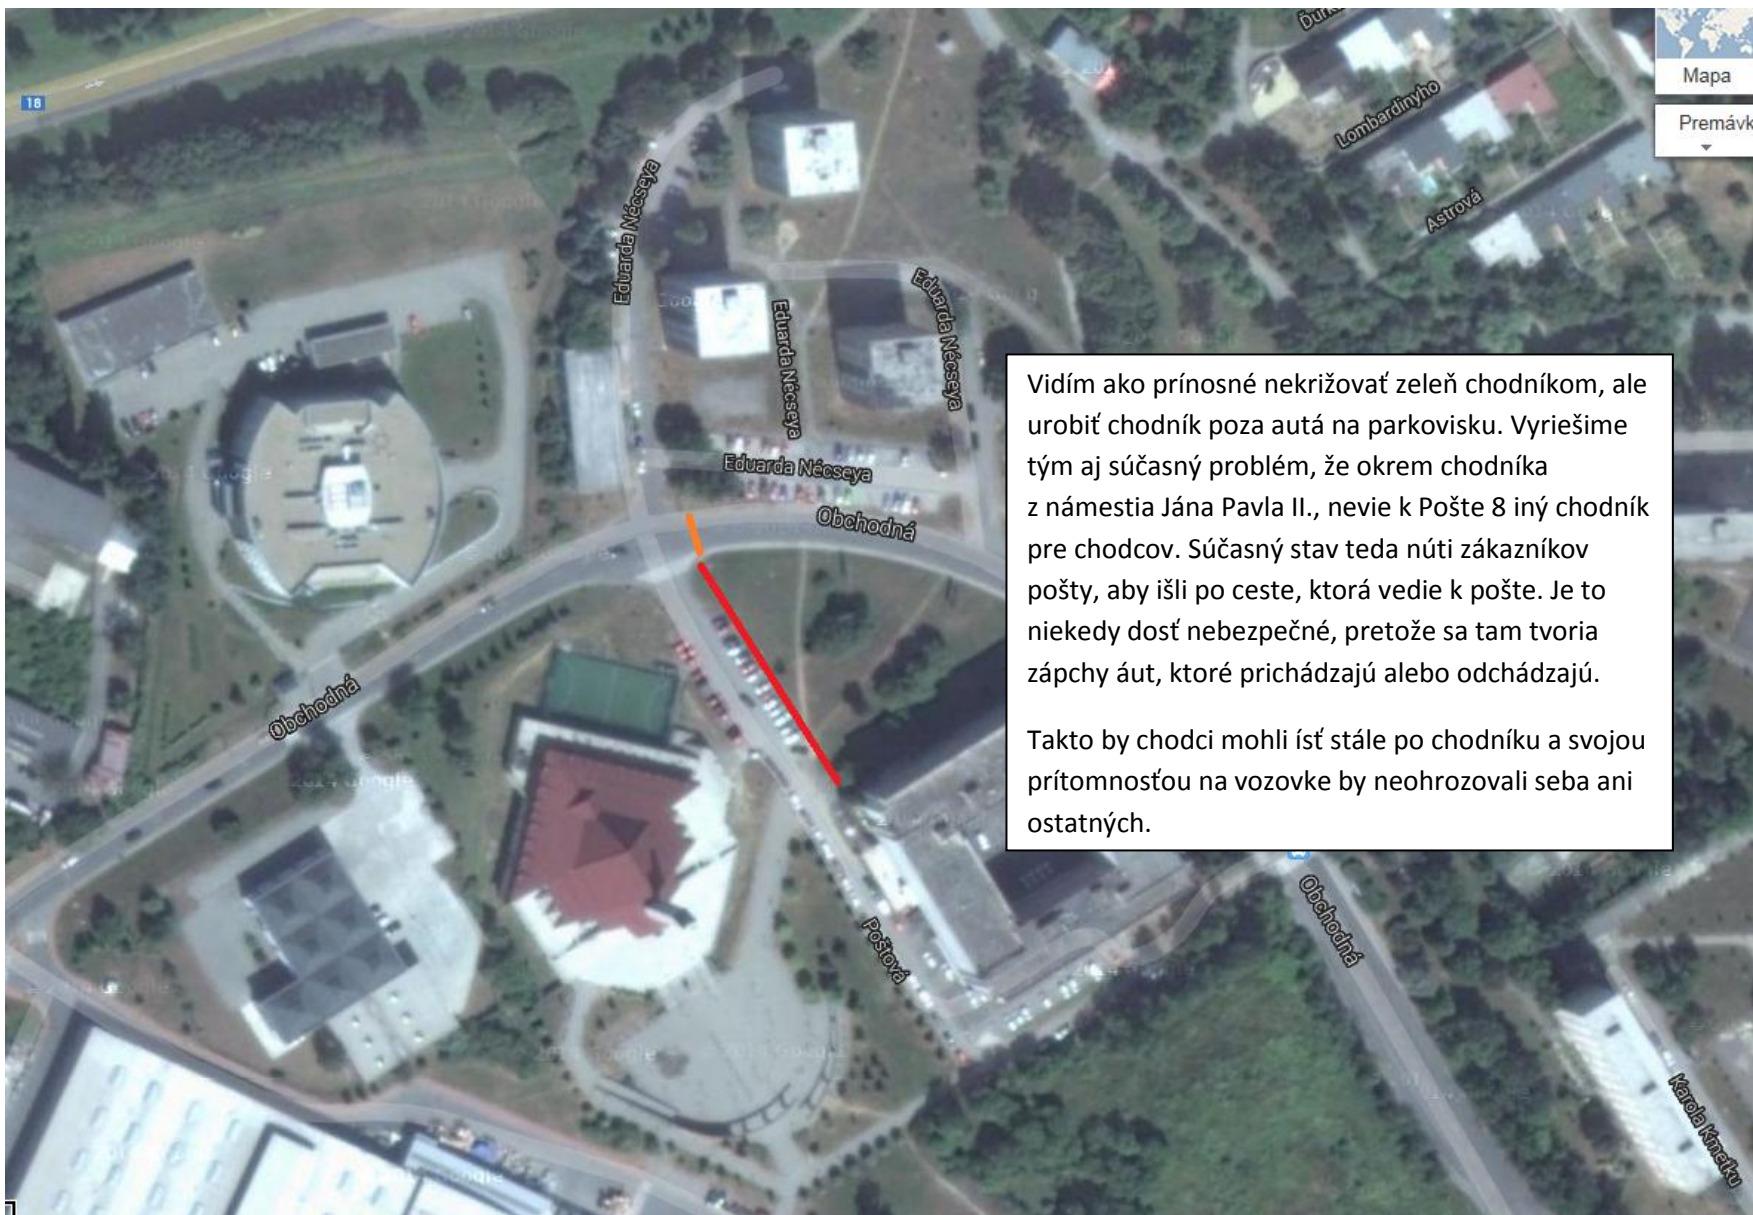 18
Ďurk
Mapa
Premávk
Lombardinyho
Astrová
Eduarda Nécseya
Eduarda Nécseya
Eduarda Nécseya
Eduarda Nécseya
Obchodná
Vidím ako prínosné nekrižovať zeleň chodníkom, ale
urobiť chodník poza autá na parkovisku. Vyriešime
tým aj súčasný problém, že okrem chodníka
z námestia Jána Pavla II., nevie k Pošte 8 iný chodník
pre chodcov. Súčasný stav teda núti zákazníkov
pošty, aby išli po ceste, ktorá vedie k pošte. Je to
niekedy dosť nebezpečné, pretože sa tam tvoria
zápchy áut, ktoré prichádzajú alebo odchádzajú.
Takto by chodci mohli ísť stále po chodníku a svojou
prítomnosťou na vozovke by neohrozovali seba ani
ostatných.
Obchodná
Poštová
Obchodná
Karola Kmeťku